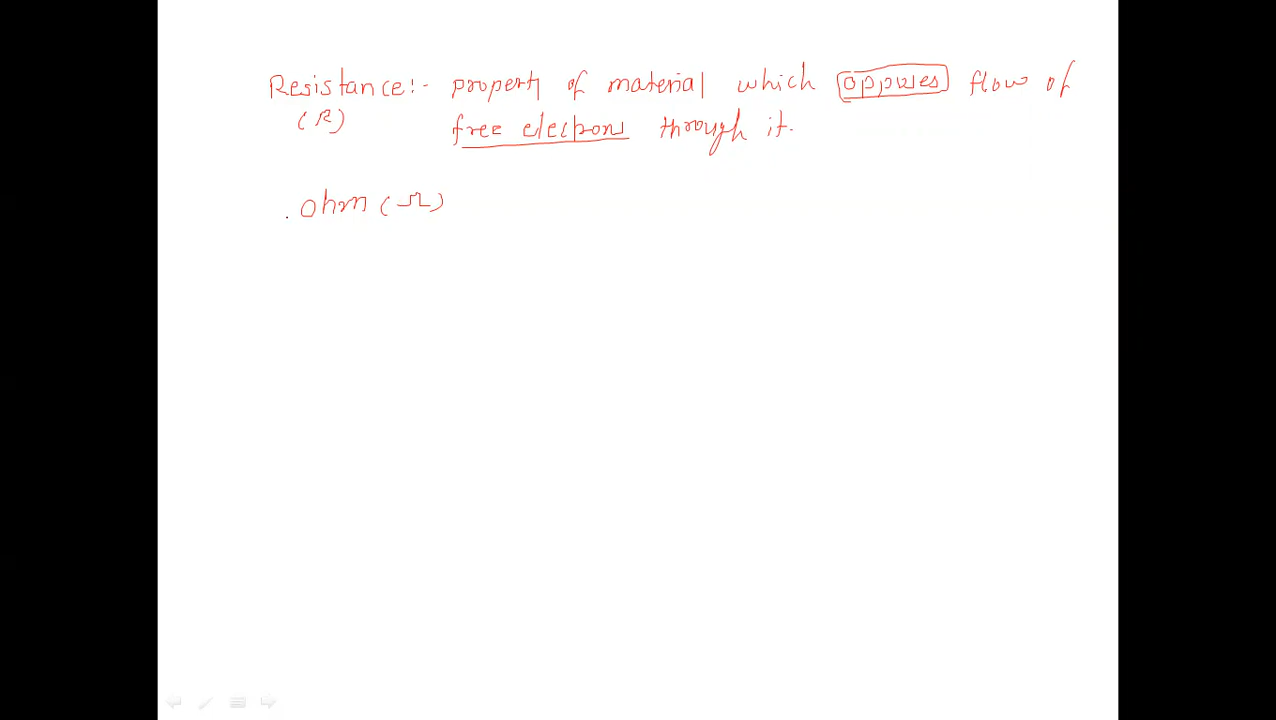 Resistance:- property of material which opposes flow of
(R) free electrons through it.
ohm (Ω)